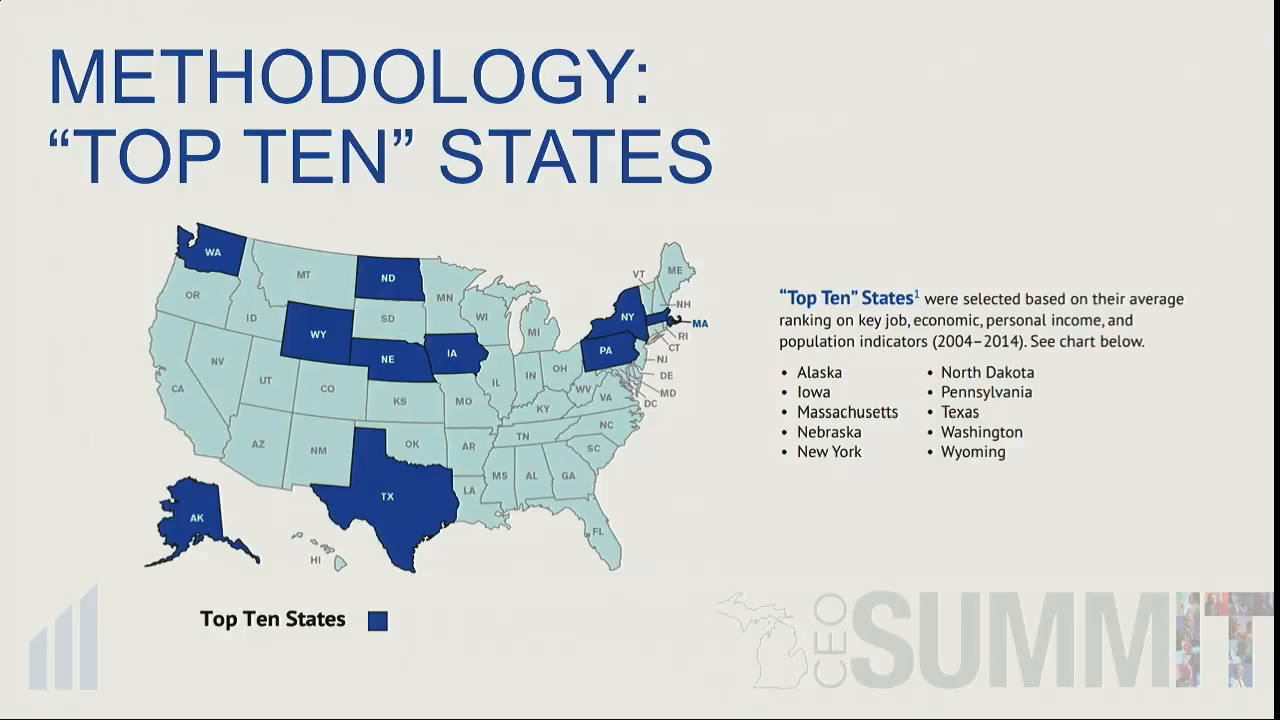 METHODOLOGY:
“TOP TEN” STATES
WA
MT
ND
MN
OR
ID
WY
SD
WI
MI
VT
ME
NH
NY
MA
RI
CT
NV
UT
CO
NE
IA
IL
IN
OH
PA
NJ
DE
MD
DC
CA
KS
MO
KY
WV
VA
AZ
NM
OK
AR
TN
NC
SC
TX
LA
MS
AL
GA
FL
AK
HI
Top Ten States
“Top Ten” States1 were selected based on their average
ranking on key job, economic, personal income, and
population indicators (2004–2014). See chart below.
• Alaska
• Iowa
• Massachusetts
• Nebraska
• New York
• North Dakota
• Pennsylvania
• Texas
• Washington
• Wyoming
CEO SUMMIT